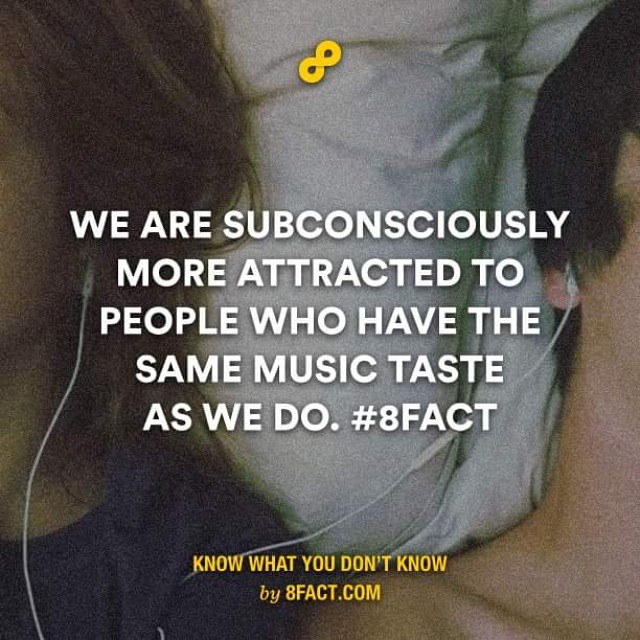 WE ARE SUBCONSCIOUSLY
MORE ATTRACTED TO
PEOPLE WHO HAVE THE
SAME MUSIC TASTE
AS WE DO. #8FACT
KNOW WHAT YOU DON'T KNOW
by 8FACT.COM